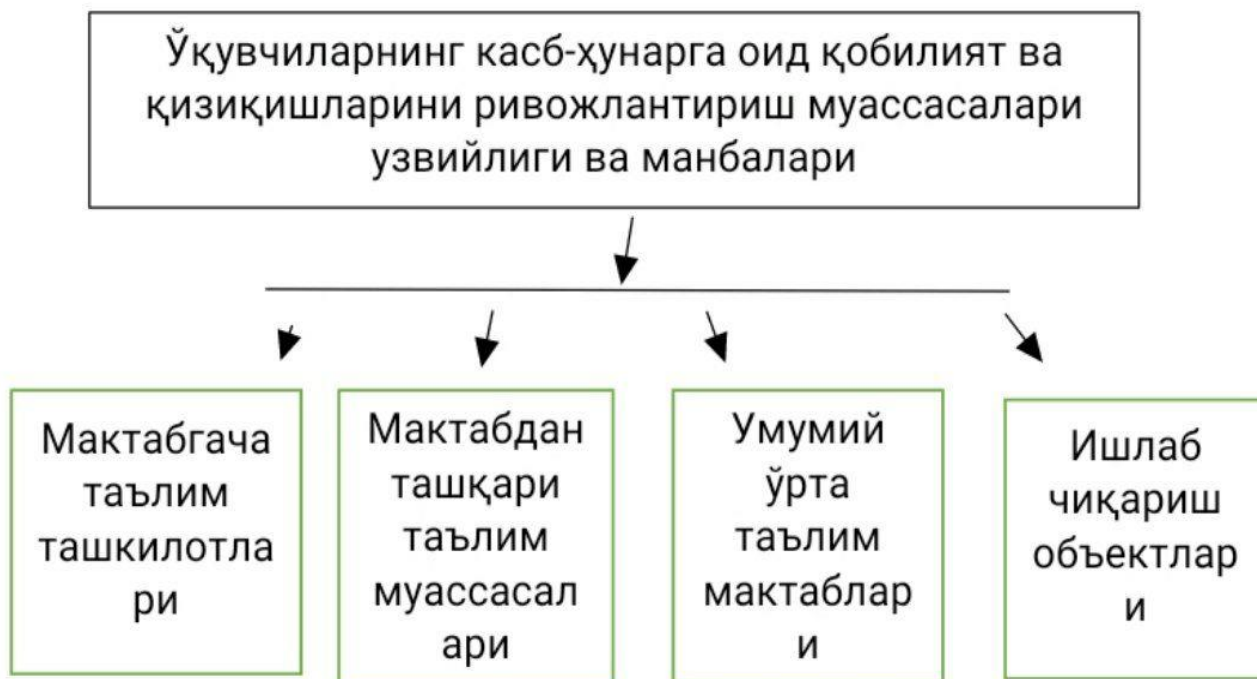 Ўқувчиларнинг касб-ҳунарга оид қобилият ва
қизиқишларини ривожлантириш муассасалари
узвийлиги ва манбалари
Мактабгача
таълим
ташкилотла
ри
Мактабдан
ташқари
таълим
муассасал
ари
Умумий
ўрта
таълим
мактаблар
и
Ишлаб
чиқариш
объектлар
и